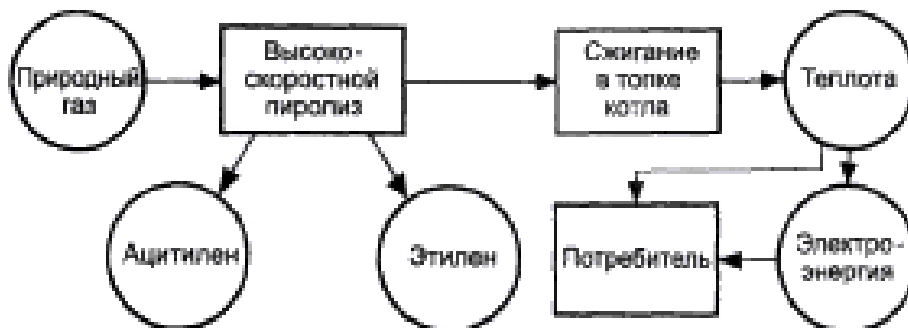 Природный
газ
Высоко-
скоростной
пиролиз
Сжигание
в топке
котла
Теплота
Ацитилен
Этилен
Потребитель
Электро-
энергия